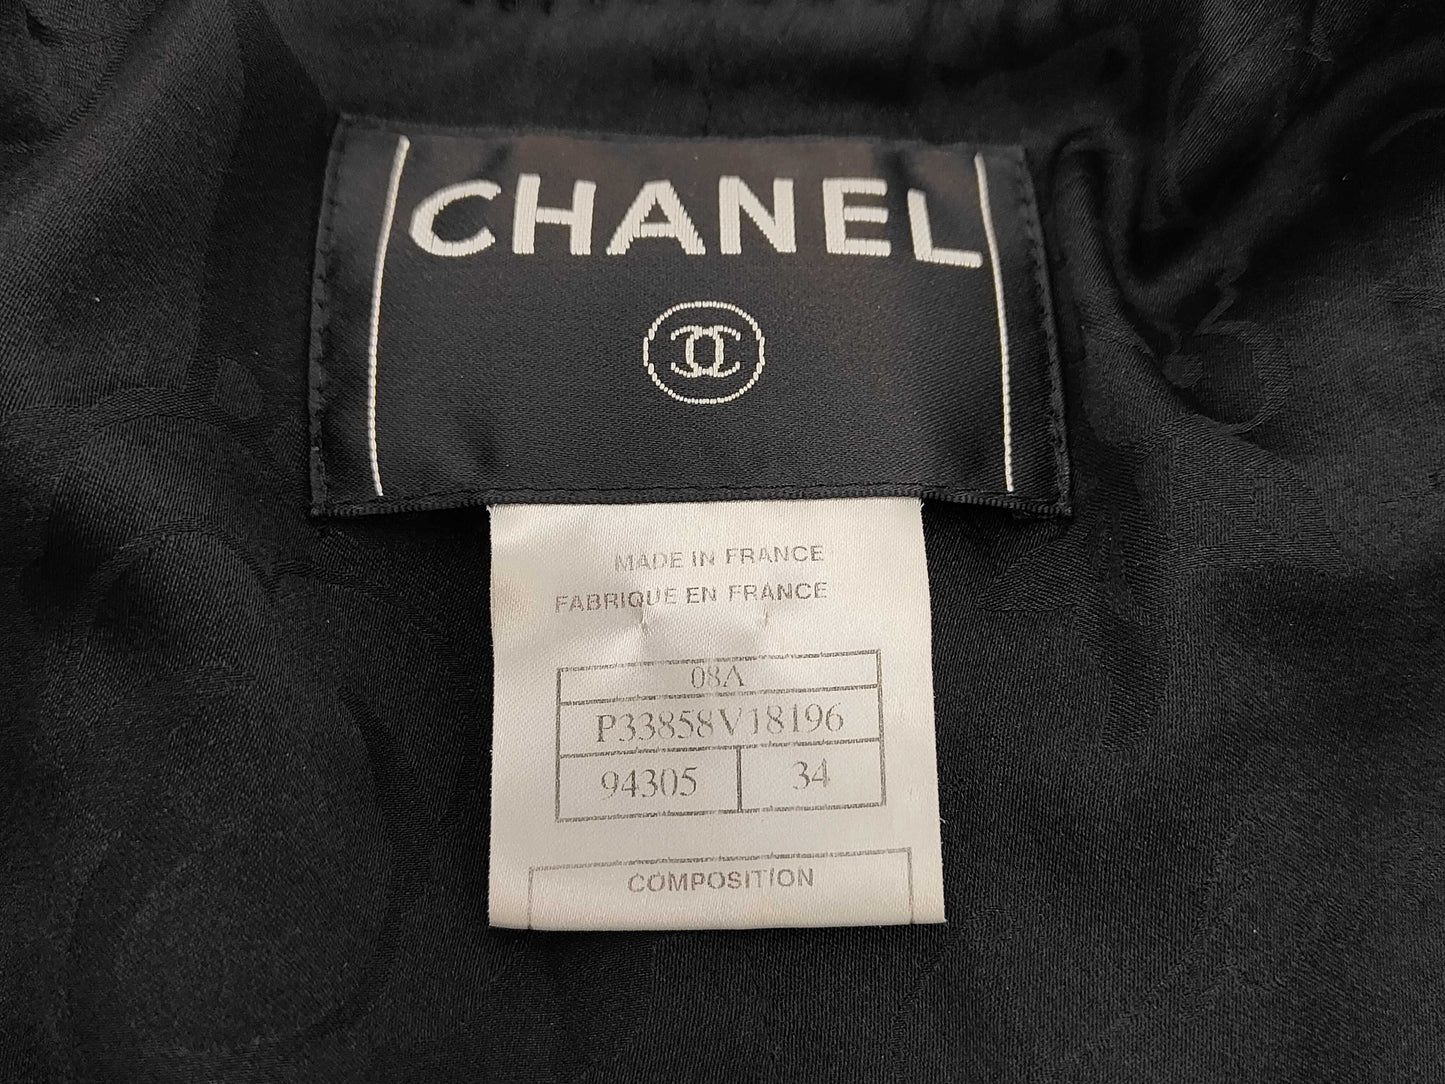 CHANEL
MADE IN FRANCE
FABRIQUE EN FRANCE
08A
P33858V18196
94305 34
COMPOSITION